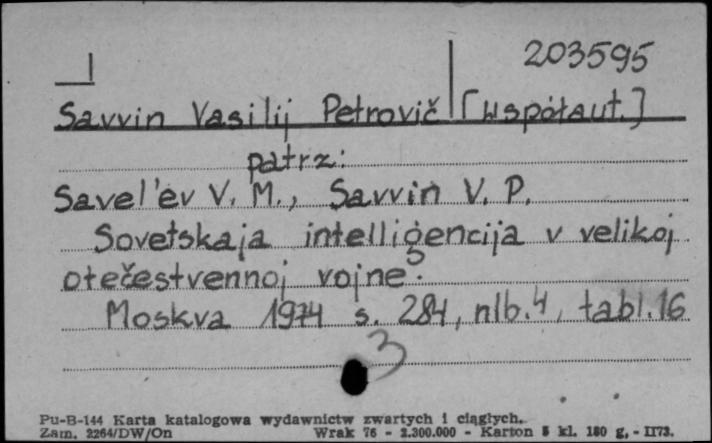 203595
Savvin Vasilij Petrovič [współaut.]
patrz:
Savel'ev V. M., Savvin V. P.
Sovetskaja intelligencija v velikoj
otečestvennoj vojne.
Moskva 1974 s. 284, nlb. 4, tabl. 16
3
Pu-B-144 Karta katalogowa wydawnictw zwartych i ciągłych.
Zam. 2264/DW/On Wrak 76 - 2.300.000 - Karton 5 kl. 180 g. - II73.